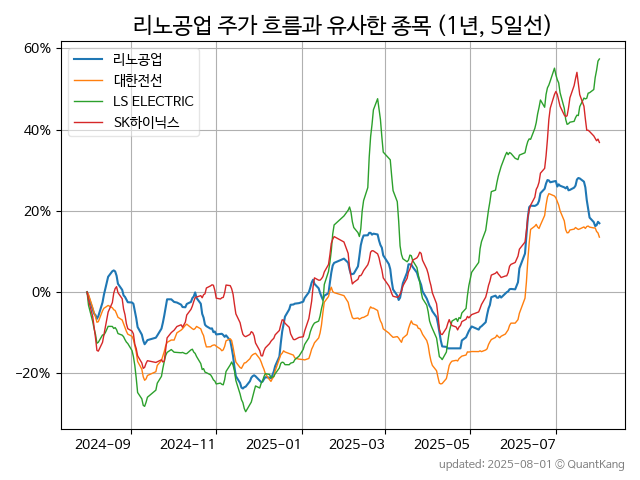 리노공업 주가 흐름과 유사한 종목 (1년, 5일선)
리노공업
대한전선
LS ELECTRIC
SK하이닉스
60%
40%
20%
0%
−20%
2024−09 2024−11 2025−01 2025−03 2025−05 2025−07
updated: 2025-08-01 © QuantKang